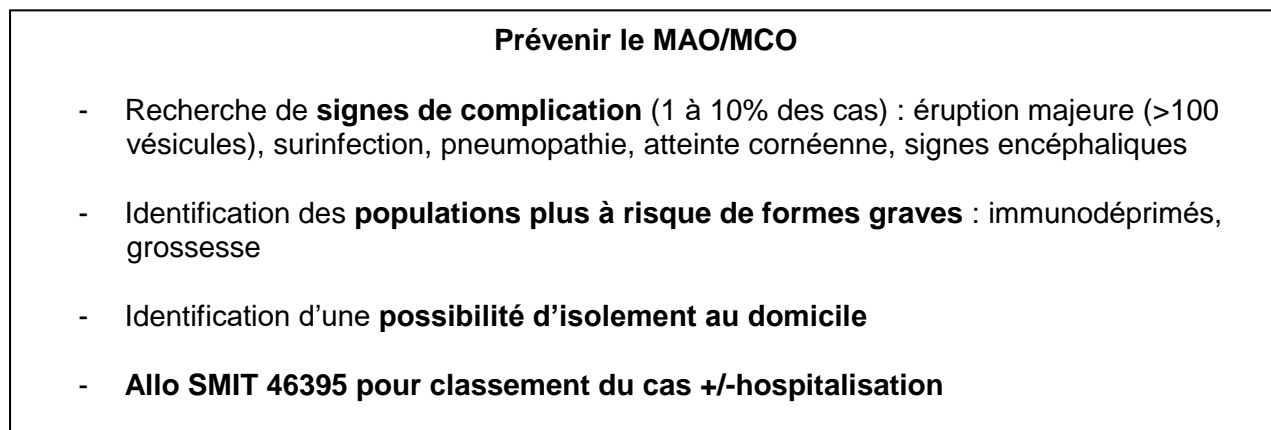 Prévenir le MAO/MCO
- Recherche de signes de complication (1 à 10% des cas) : éruption majeure (>100
vésicules), surinfection, pneumopathie, atteinte cornéenne, signes encéphaliques
- Identification des populations plus à risque de formes graves : immunodéprimés,
grossesse
- Identification d’une possibilité d’isolement au domicile
- Allo SMIT 46395 pour classement du cas +/-hospitalisation